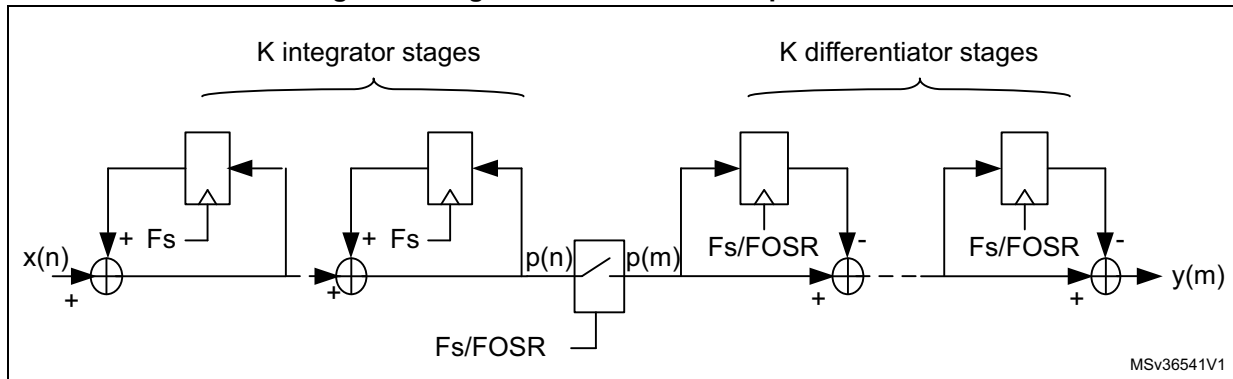 K integrator stages
K differentiator stages
+ Fs
+ Fs
Fs/FOSR
-
Fs/FOSR
-
x(n)
p(n)
p(m)
y(m)
+
+
+
+
Fs/FOSR
MSv36541V1